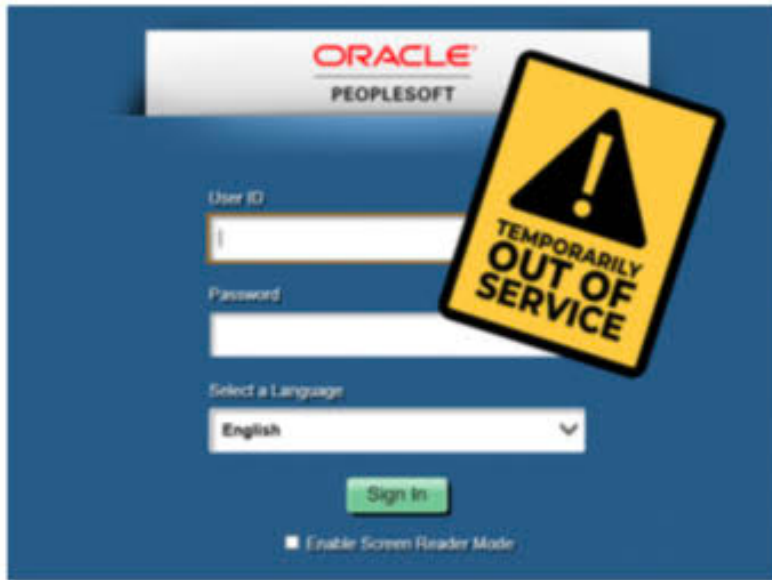 ORACLE
PEOPLESOFT
User ID
Password
Select a Language
English
Sign In
Enable Screen Reader Mode
TEMPORARILY
OUT OF
SERVICE